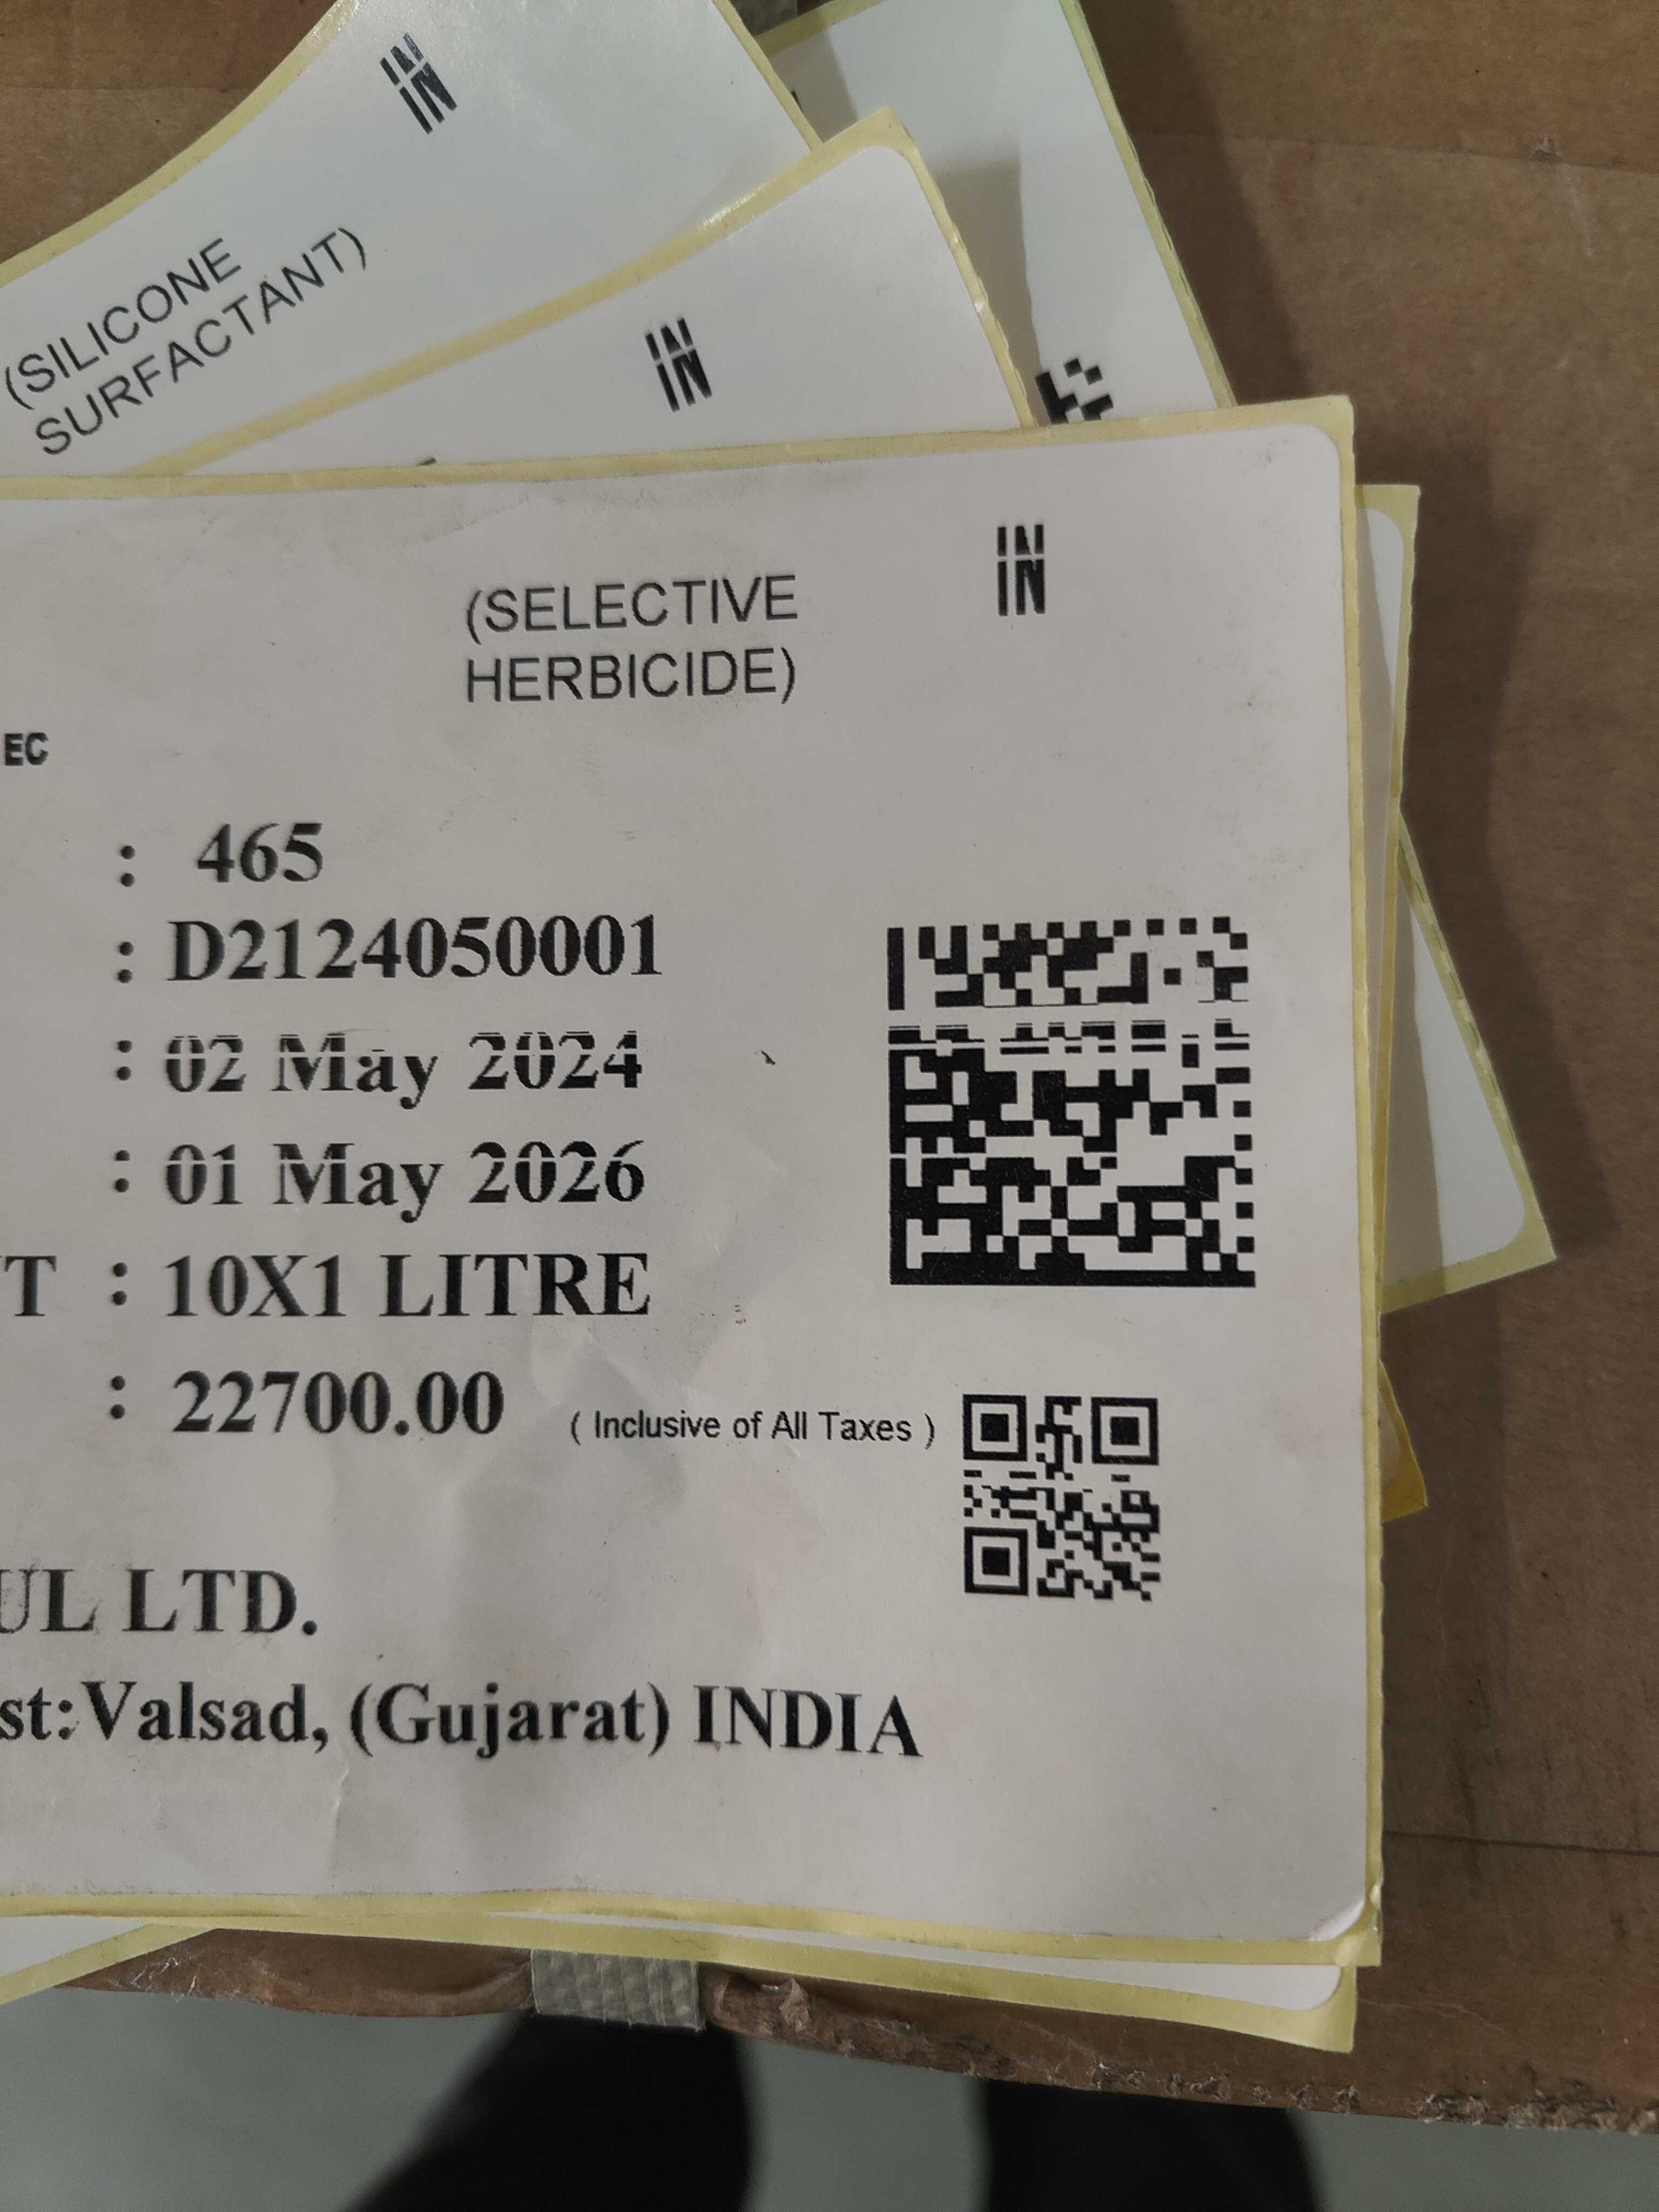 IN
(SILICONE
SURFACTANT)
IN
IN
(SELECTIVE
HERBICIDE)
EC
: 465
: D2124050001
: 02 May 2024
: 01 May 2026
T : 10X1 LITRE
: 22700.00 ( Inclusive of All Taxes )
UL LTD.
st:Valsad, (Gujarat) INDIA